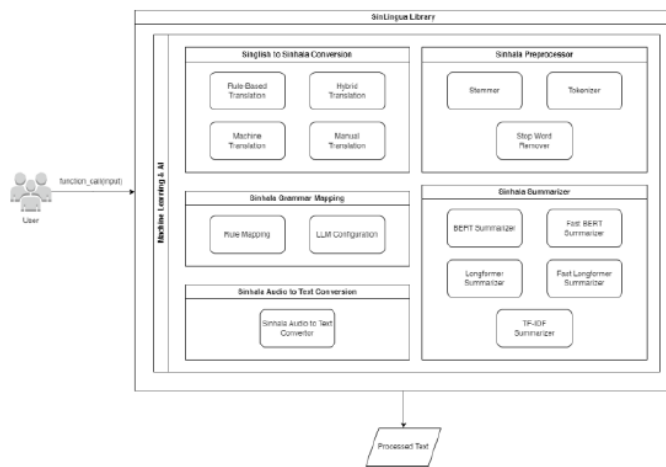 SinLingua Library
Machine Learning & AI
Singlish to Sinhala Conversion
Rule-Based
Translation
Hybrid
Translation
Machine
Translation
Manual
Translation
Sinhala Preprocessor
Stemmer
Tokenizer
Stop Word
Remover
function_call(input)
User
Sinhala Grammar Mapping
Rule Mapping
LLM Configuration
Sinhala Summarizer
BERT Summarizer
Fast BERT
Summarizer
Longformer
Summarizer
Fast Longformer
Summarizer
TF-IDF
Summarizer
Sinhala Audio to Text Conversion
Sinhala Audio to Text
Convertor
Processed Text